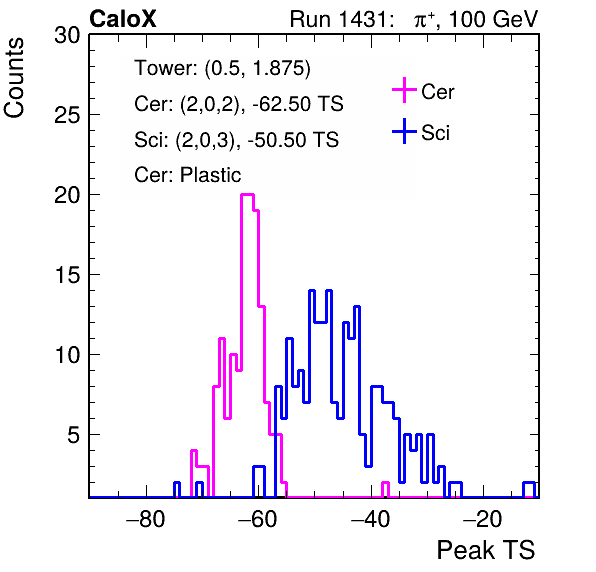 CaloX Run 1431: π⁺, 100 GeV
Counts
30
25
20
15
10
5
Tower: (0.5, 1.875)
Cer: (2,0,2), -62.50 TS
Sci: (2,0,3), -50.50 TS
Cer: Plastic
Cer
Sci
−80 −60 −40 −20
Peak TS